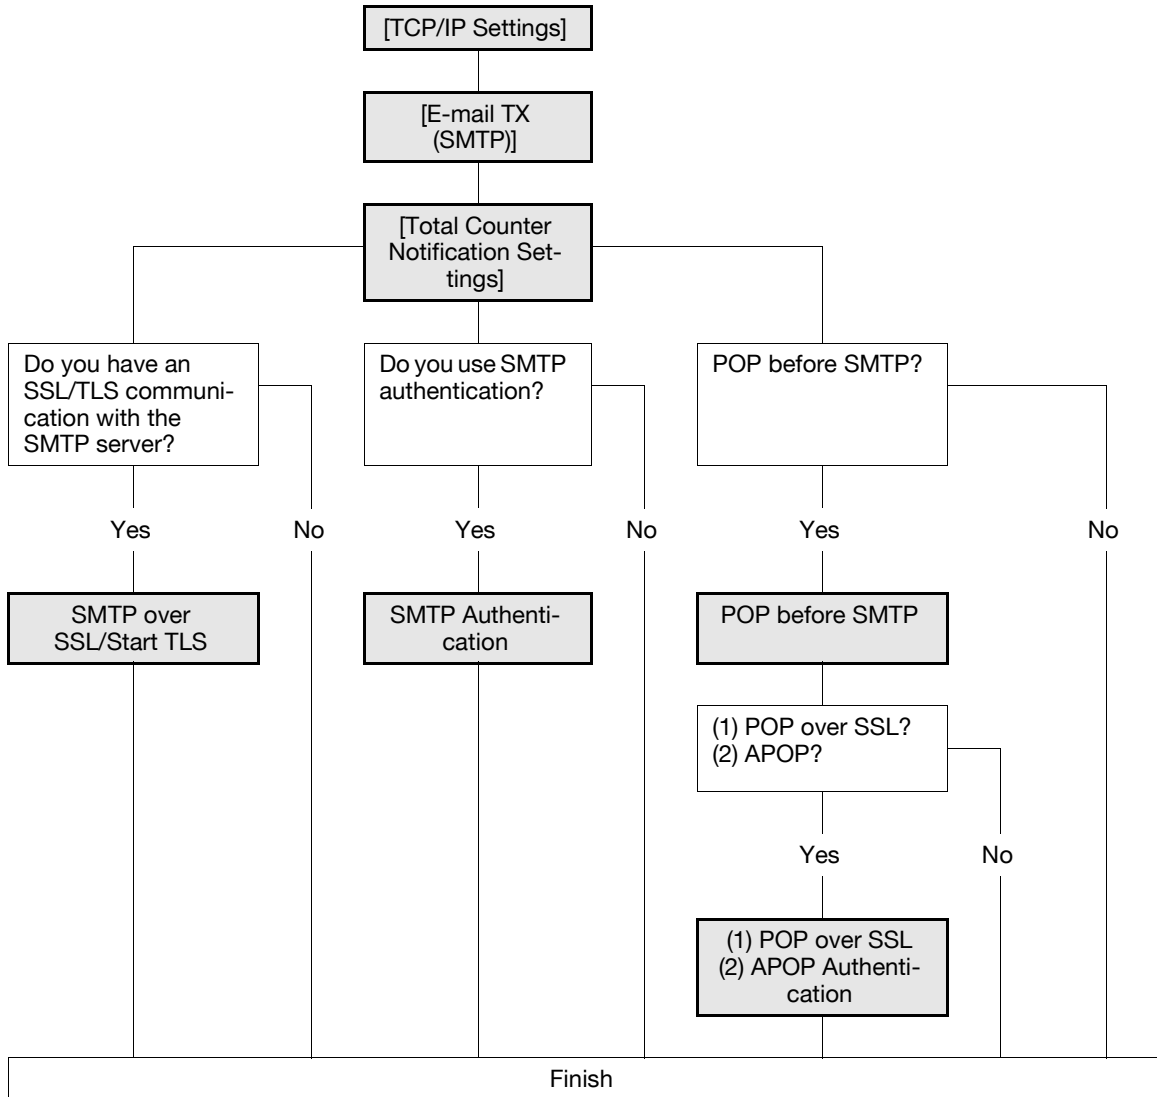 [TCP/IP Settings]
[E-mail TX
(SMTP)]
[Total Counter
Notification Set-
tings]
Do you have an
SSL/TLS communi-
cation with the
SMTP server?
Do you use SMTP
authentication?
POP before SMTP?
Yes
No
Yes
No
Yes
No
SMTP over
SSL/Start TLS
SMTP Authenti-
cation
POP before SMTP
(1) POP over SSL?
(2) APOP?
Yes
No
(1) POP over SSL
(2) APOP Authenti-
cation
Finish